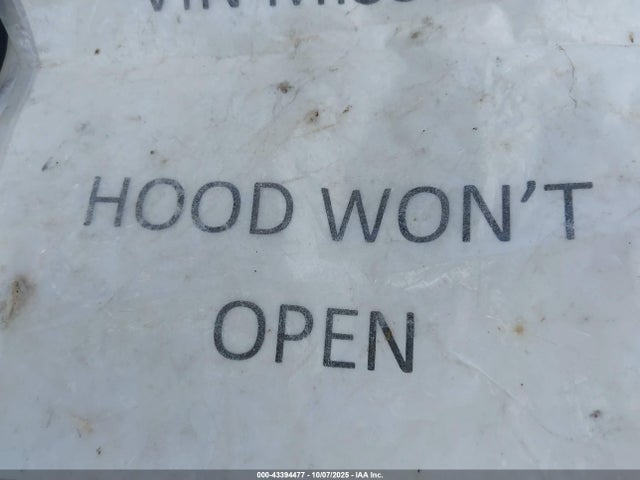 HOOD WON'T
OPEN
000-43394477 - 10/07/2025 - IAA Inc.